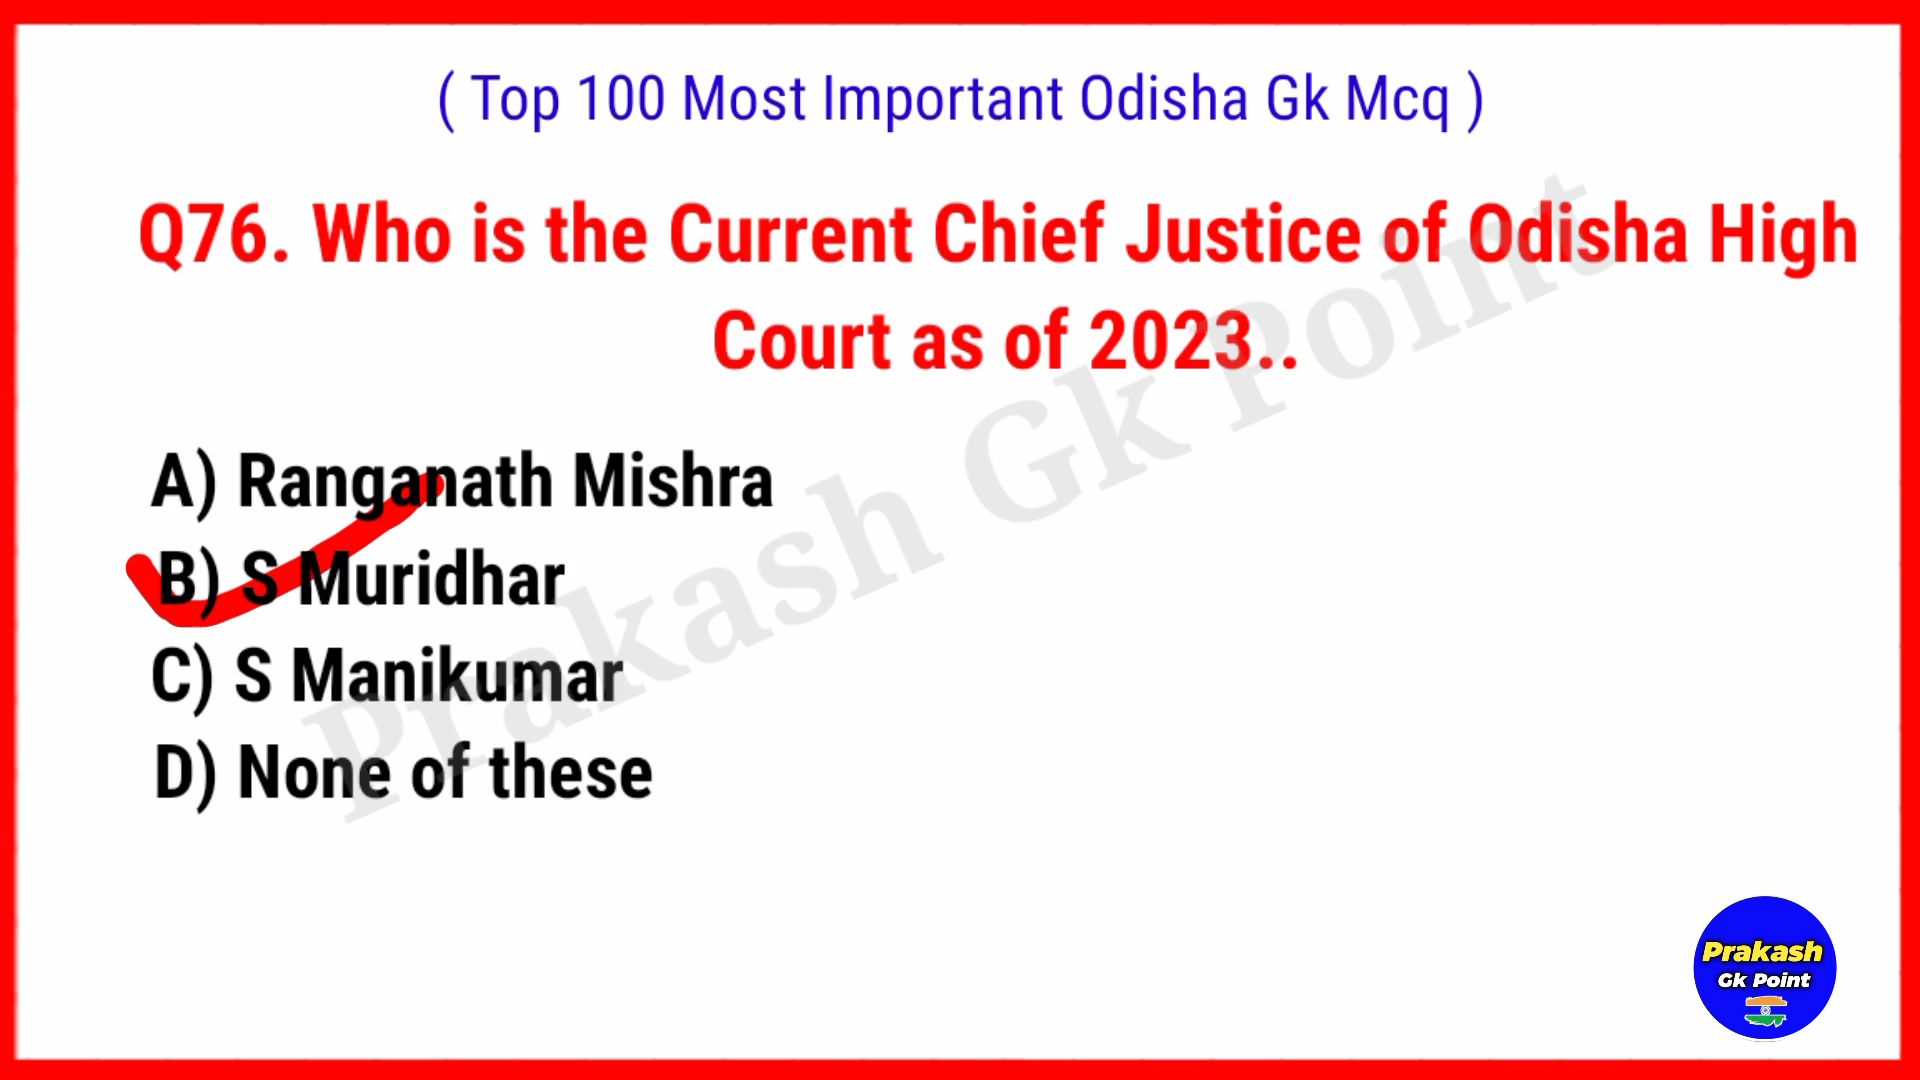 ( Top 100 Most Important Odisha Gk Mcq )
Q76. Who is the Current Chief Justice of Odisha High
Court as of 2023..
A) Ranganath Mishra
B) S Muridhar
C) S Manikumar
D) None of these
Prakash Gk Point
Prakash
Gk Point